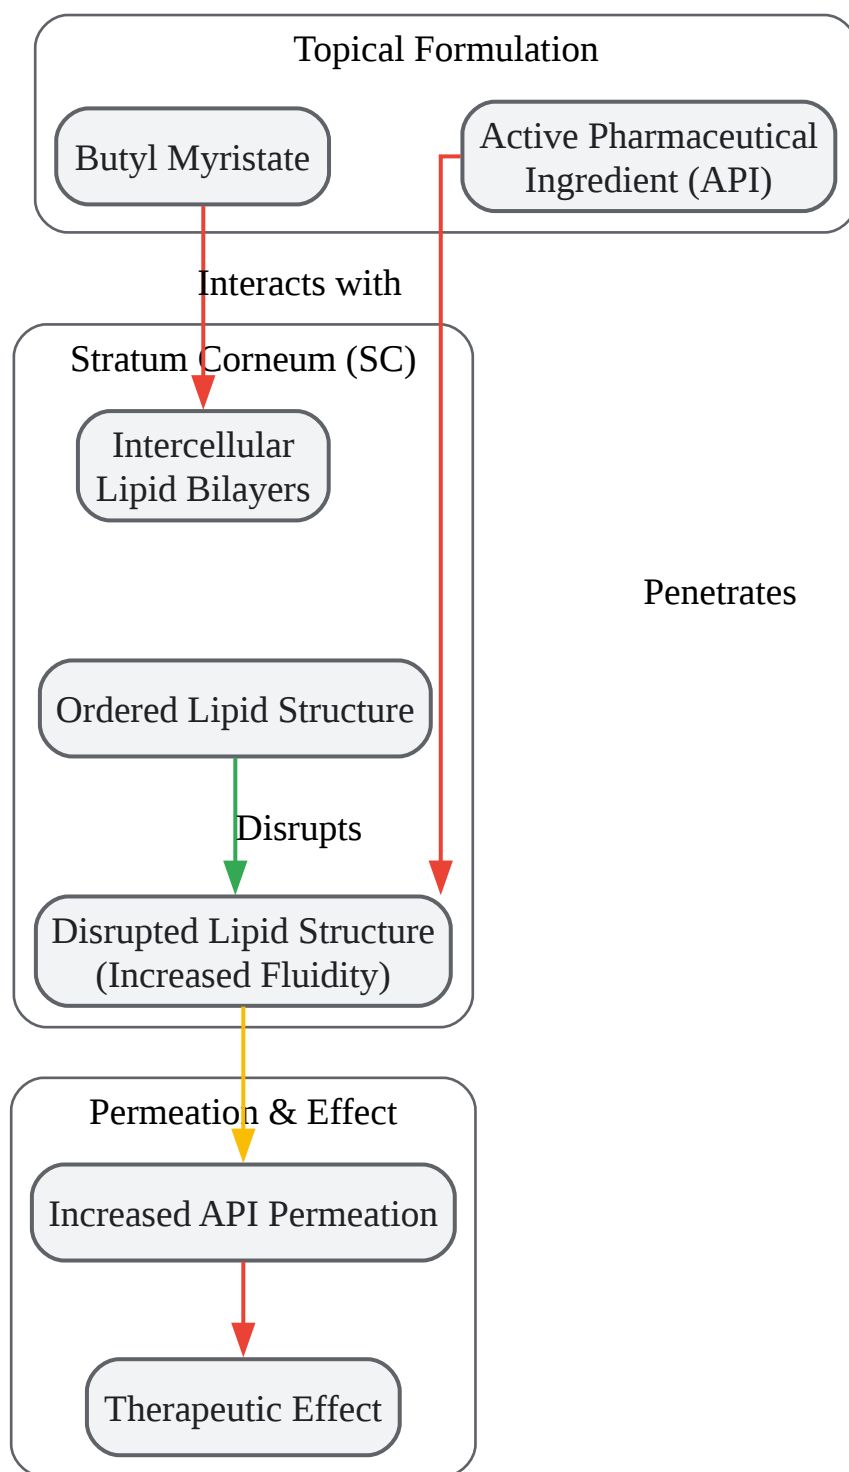 Topical Formulation
Butyl Myristate
Active Pharmaceutical
Ingredient (API)
Interacts with
Stratum Corneum (SC)
Intercellular
Lipid Bilayers
Penetrates
Ordered Lipid Structure
Disrupts
Disrupted Lipid Structure
(Increased Fluidity)
Permeation & Effect
Increased API Permeation
Therapeutic Effect